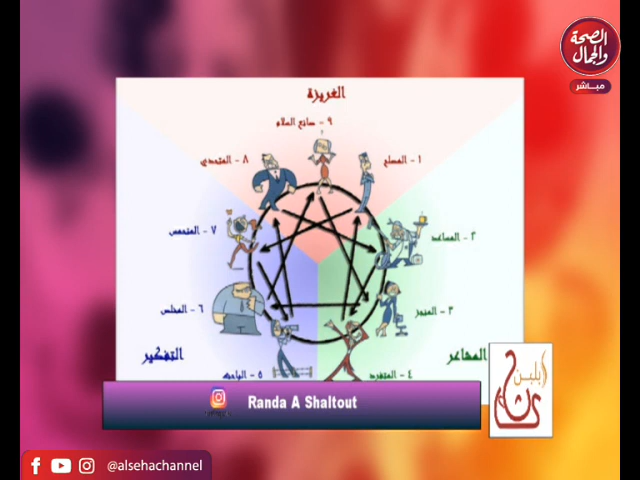 الصحة
والجمال
مباشر
الغريزة
٩ - صانع السلام
٨ - المتحدي
١ - المصلح
٧ - المتحمس
٢ - المساعد
٦ - المخلص
٣ - المنجز
التفكير
المشاعر
٥ - الباحث
٤ - المتفرد
Randa A Shaltout
@alsehachannel